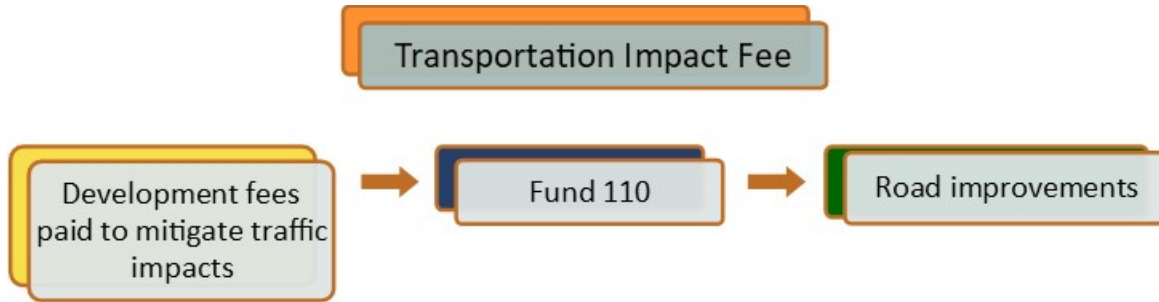 Transportation Impact Fee
Development fees
paid to mitigate traffic
impacts
Fund 110
Road improvements